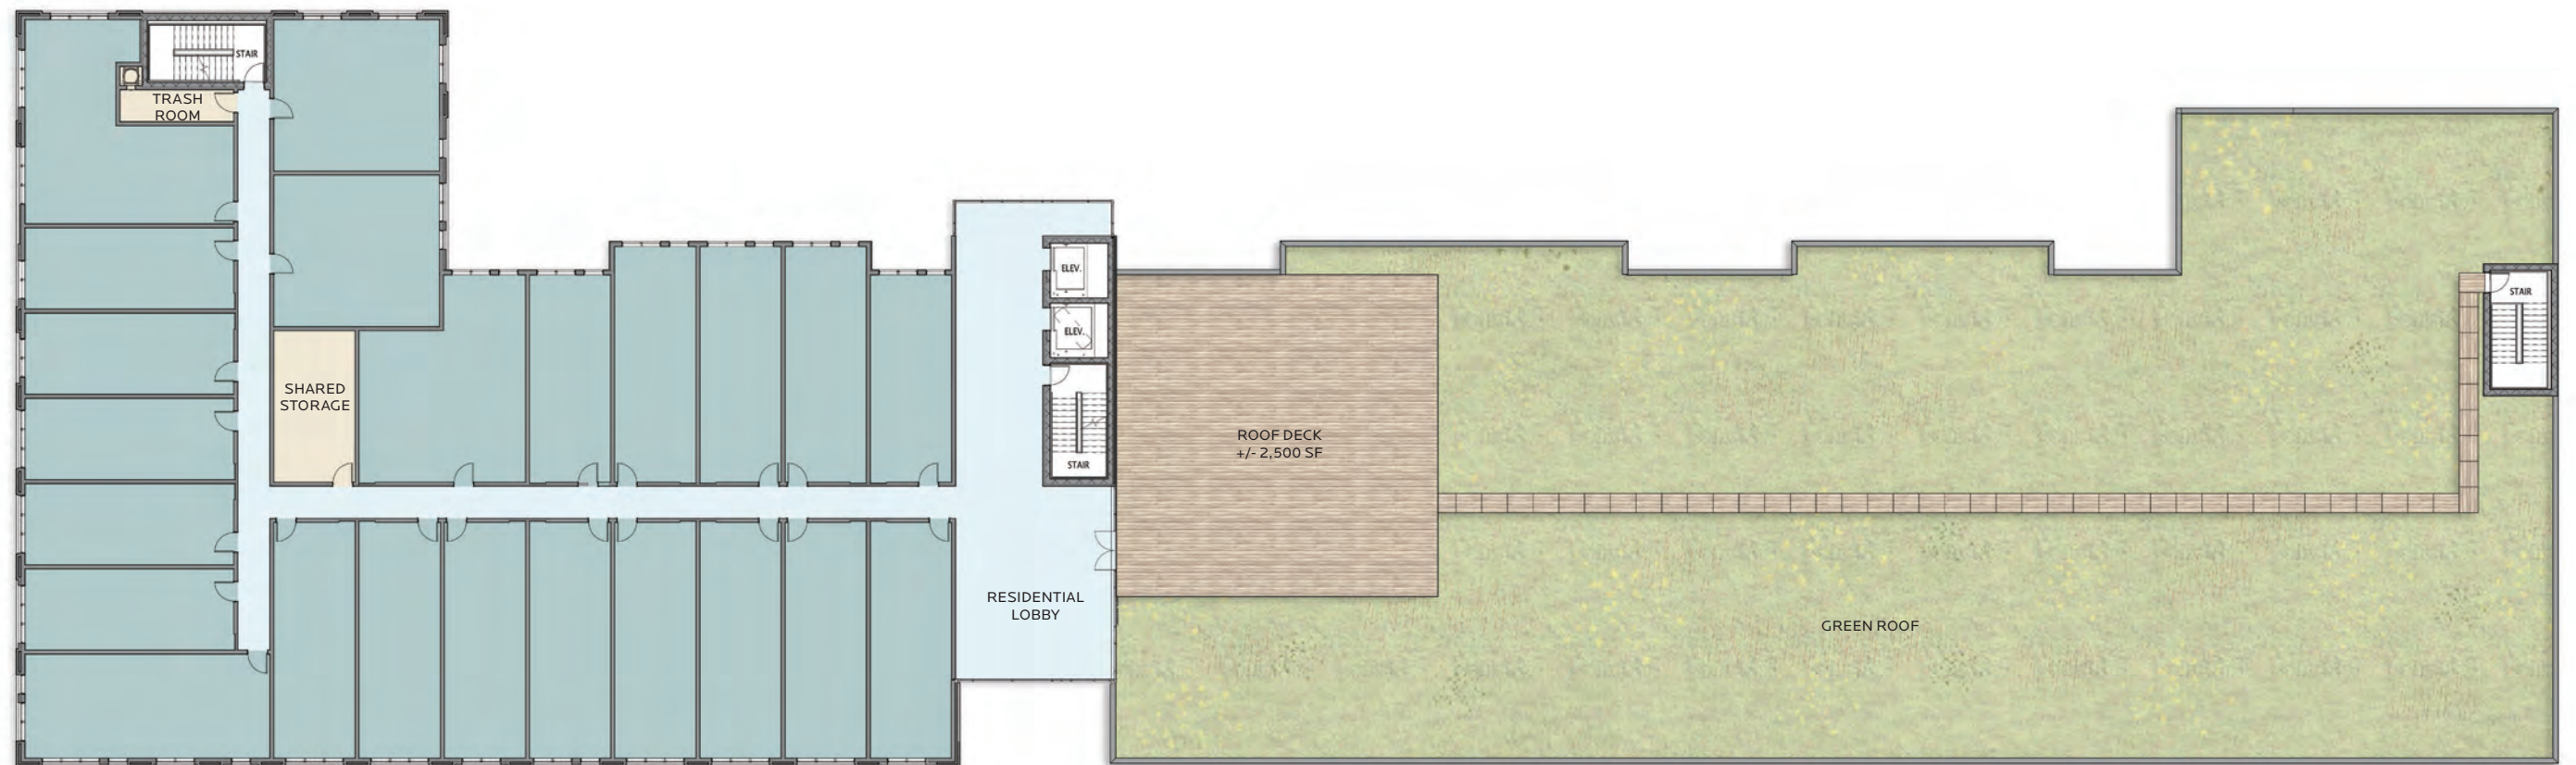 STAIR
TRASH
ROOM
ELEV.
ELEV.
STAIR
SHARED
STORAGE
ROOF DECK
+/- 2,500 SF
STAIR
RESIDENTIAL
LOBBY
GREEN ROOF